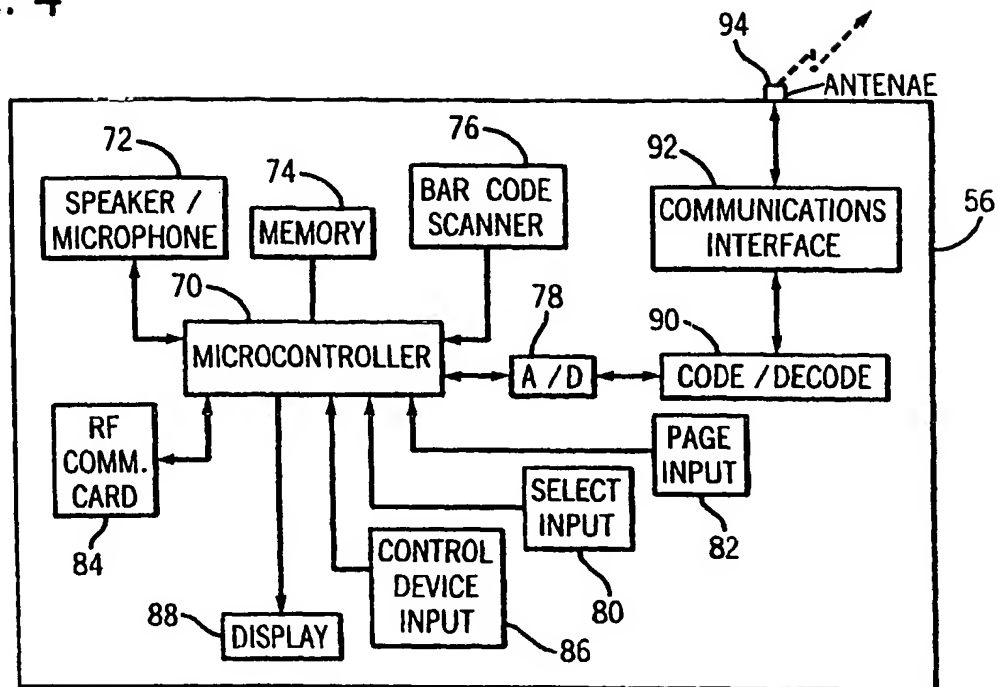 . 4
94
ANTENAE
72
SPEAKER /
MICROPHONE
74
MEMORY
76
BAR CODE
SCANNER
92
COMMUNICATIONS
INTERFACE
56
70
MICROCONTROLLER
78
A / D
90
CODE / DECODE
RF
COMM.
CARD
84
PAGE
INPUT
82
SELECT
INPUT
80
CONTROL
DEVICE
INPUT
86
88
DISPLAY